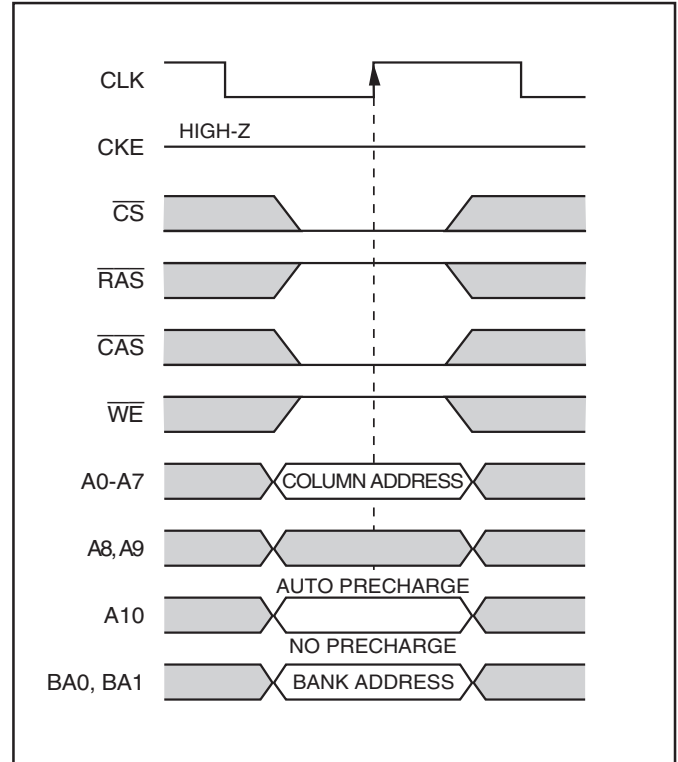 CLK
HIGH-Z
CKE
CS
RAS
CAS
WE
A0-A7 COLUMN ADDRESS
A8, A9
AUTO PRECHARGE
A10
NO PRECHARGE
BA0, BA1 BANK ADDRESS